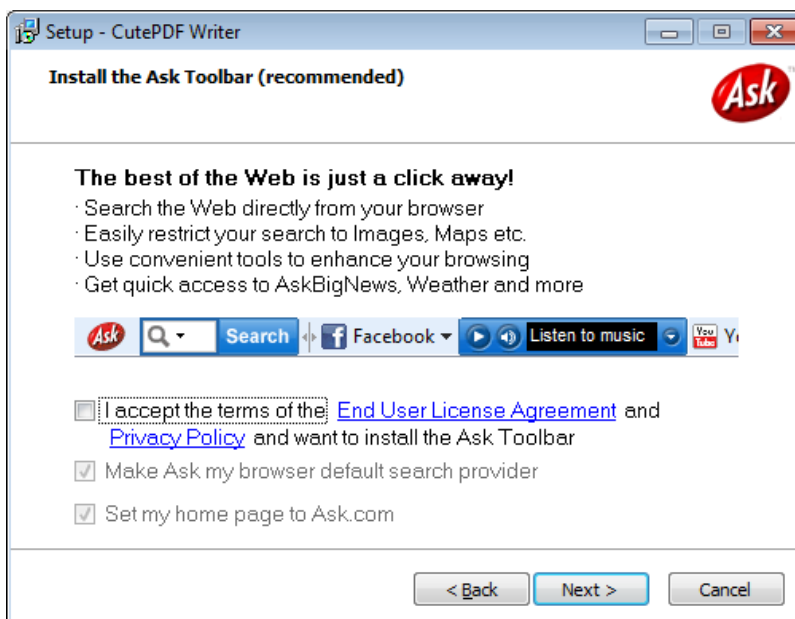 Setup - CutePDF Writer
Install the Ask Toolbar (recommended)
Ask
The best of the Web is just a click away!
· Search the Web directly from your browser
· Easily restrict your search to Images, Maps etc.
· Use convenient tools to enhance your browsing
· Get quick access to AskBigNews, Weather and more
Ask Search f Facebook Listen to music You Tube Y
I accept the terms of the End User License Agreement and
Privacy Policy and want to install the Ask Toolbar
Make Ask my browser default search provider
Set my home page to Ask.com
< Back Next > Cancel